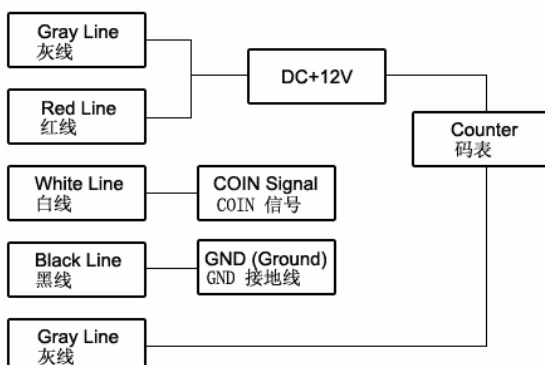 Gray Line
灰线
DC+12V
Red Line
红线
Counter
码表
White Line
白线
COIN Signal
COIN 信号
Black Line
黑线
GND (Ground)
GND 接地线
Gray Line
灰线